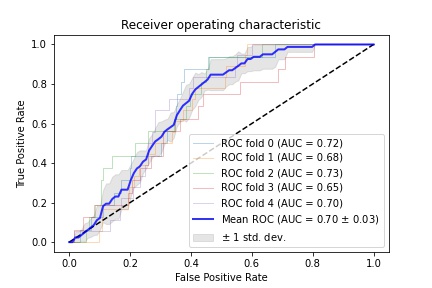 Receiver operating characteristic
True Positive Rate
1.0
0.8
0.6
0.4
0.2
0.0
ROC fold 0 (AUC = 0.72)
ROC fold 1 (AUC = 0.68)
ROC fold 2 (AUC = 0.73)
ROC fold 3 (AUC = 0.65)
ROC fold 4 (AUC = 0.70)
Mean ROC (AUC = 0.70 ± 0.03)
± 1 std. dev.
0.0 0.2 0.4 0.6 0.8 1.0
False Positive Rate